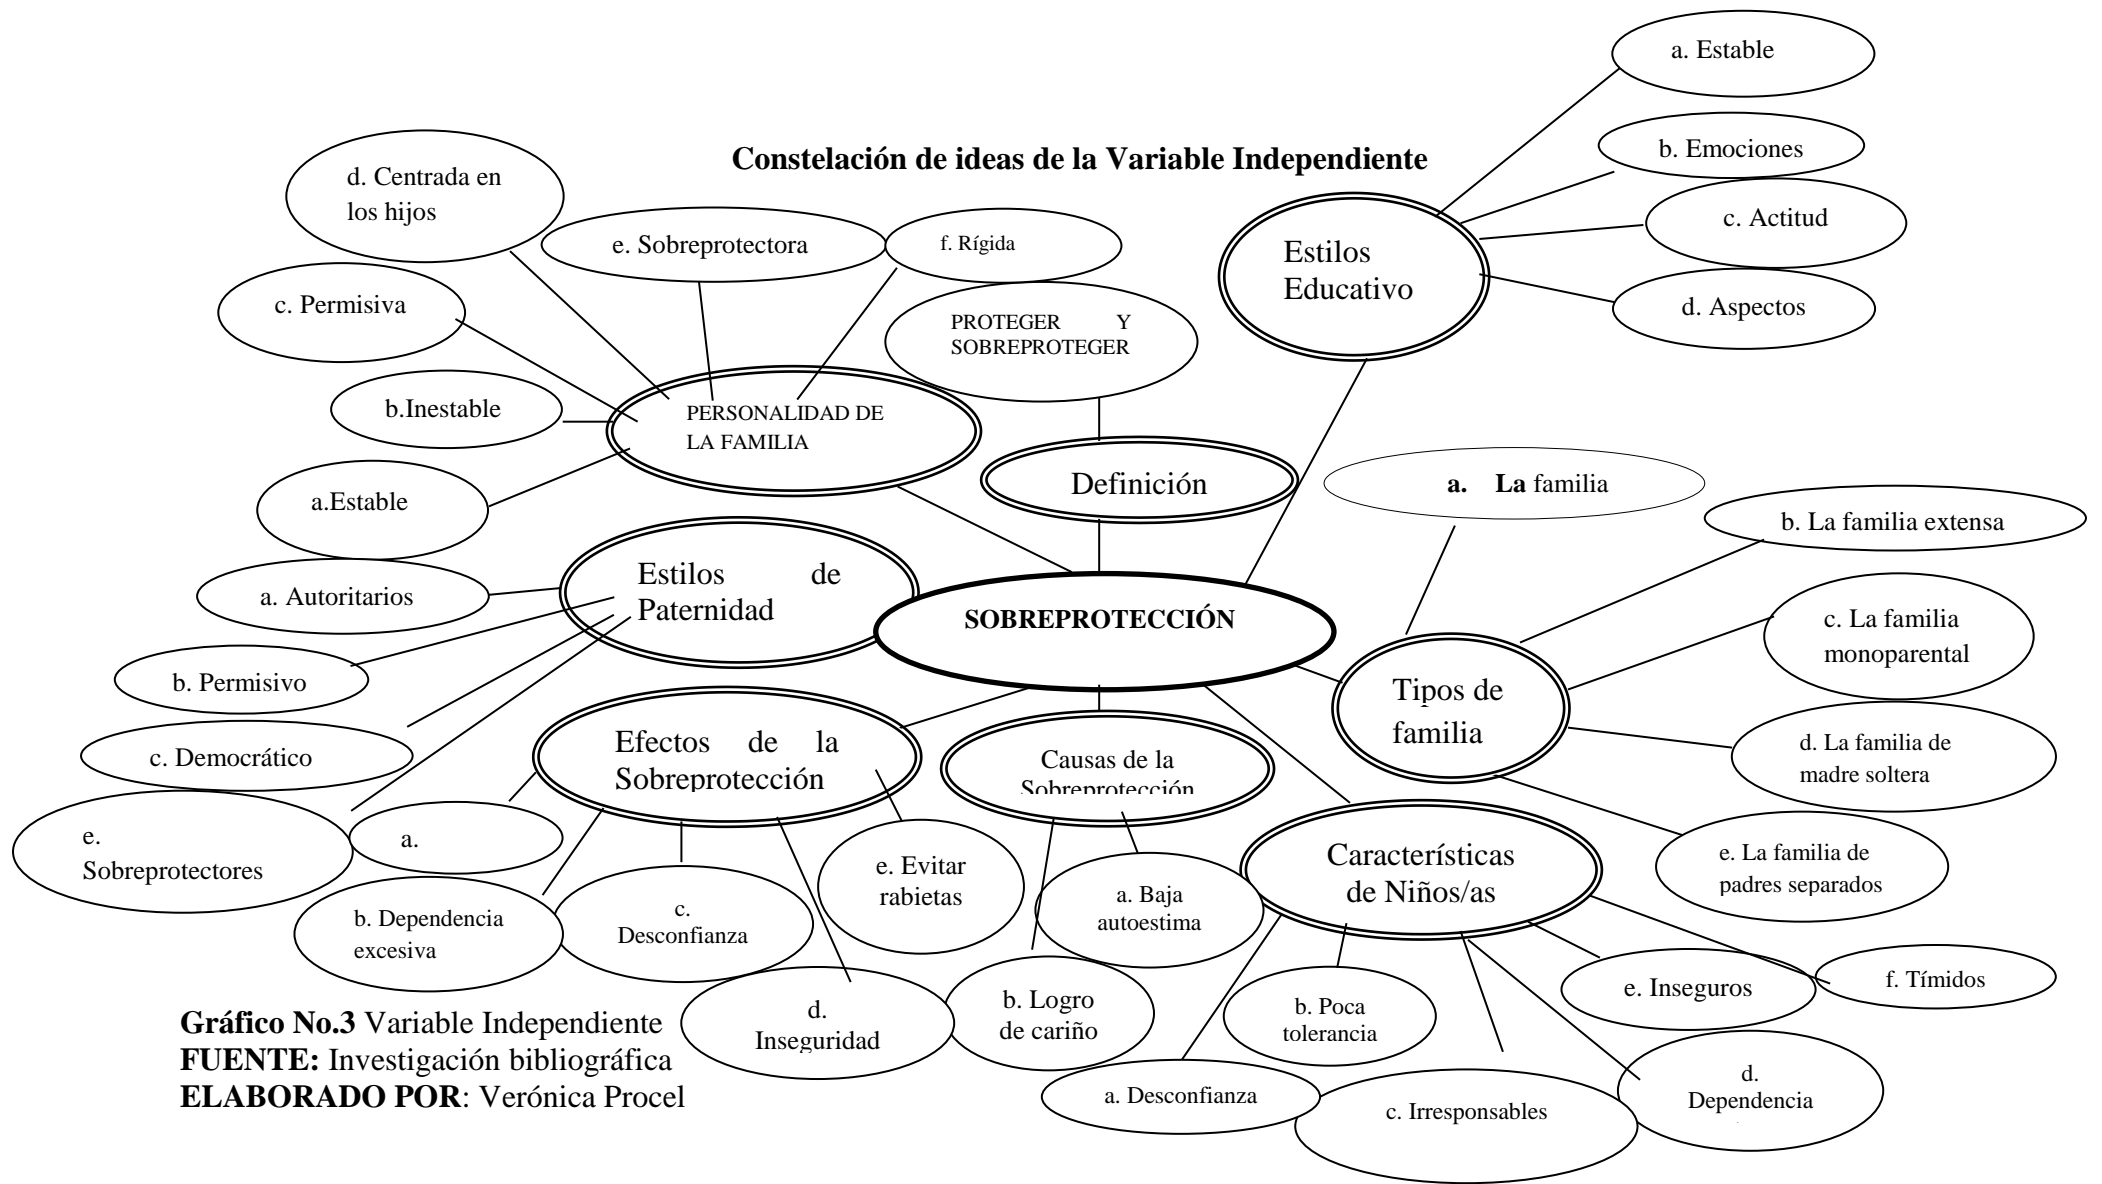 a. Estable
Constelación de ideas de la Variable Independiente
b. Emociones
d. Centrada en
los hijos
c. Actitud
e. Sobreprotectora
f. Rígida
Estilos
Educativo
c. Permisiva
d. Aspectos
PROTEGER Y
SOBREPROTEGER
b.Inestable
PERSONALIDAD DE
LA FAMILIA
Definición
a. La familia
a.Estable
b. La familia extensa
Estilos de
Paternidad
a. Autoritarios
SOBREPROTECCIÓN
c. La familia
monoparental
b. Permisivo
Tipos de
familia
Efectos de la
Sobreprotección
c. Democrático
Causas de la
Sobreprotección
d. La familia de
madre soltera
e.
Sobreprotectores
a.
e. Evitar
rabietas
a. Baja
autoestima
Características
de Niños/as
e. La familia de
padres separados
b. Dependencia
excesiva
c.
Desconfianza
d.
Inseguridad
b. Logro
de cariño
b. Poca
tolerancia
e. Inseguros
f. Tímidos
a. Desconfianza
c. Irresponsables
d.
Dependencia
Gráfico No.3 Variable Independiente
FUENTE: Investigación bibliográfica
ELABORADO POR: Verónica Procel